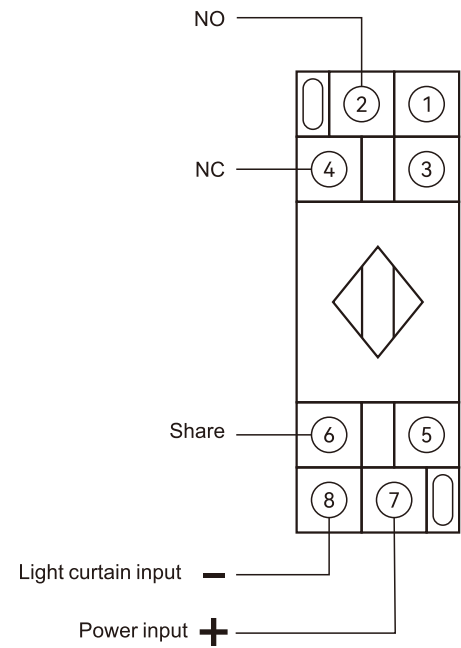 NO
2 1
NC 4 3
Share 6 5
8 7
Light curtain input −
Power input +